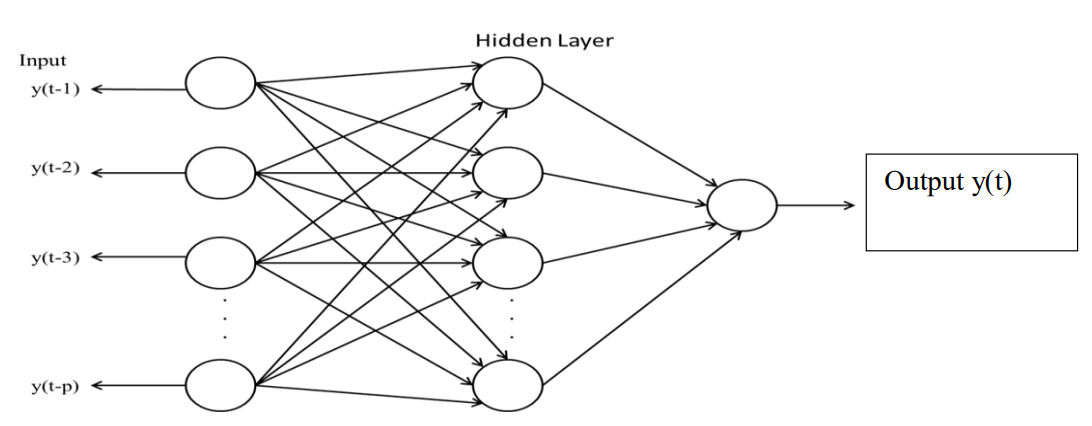 Hidden Layer
Input
y(t-1)
y(t-2)
y(t-3)
y(t-p)
Output y(t)